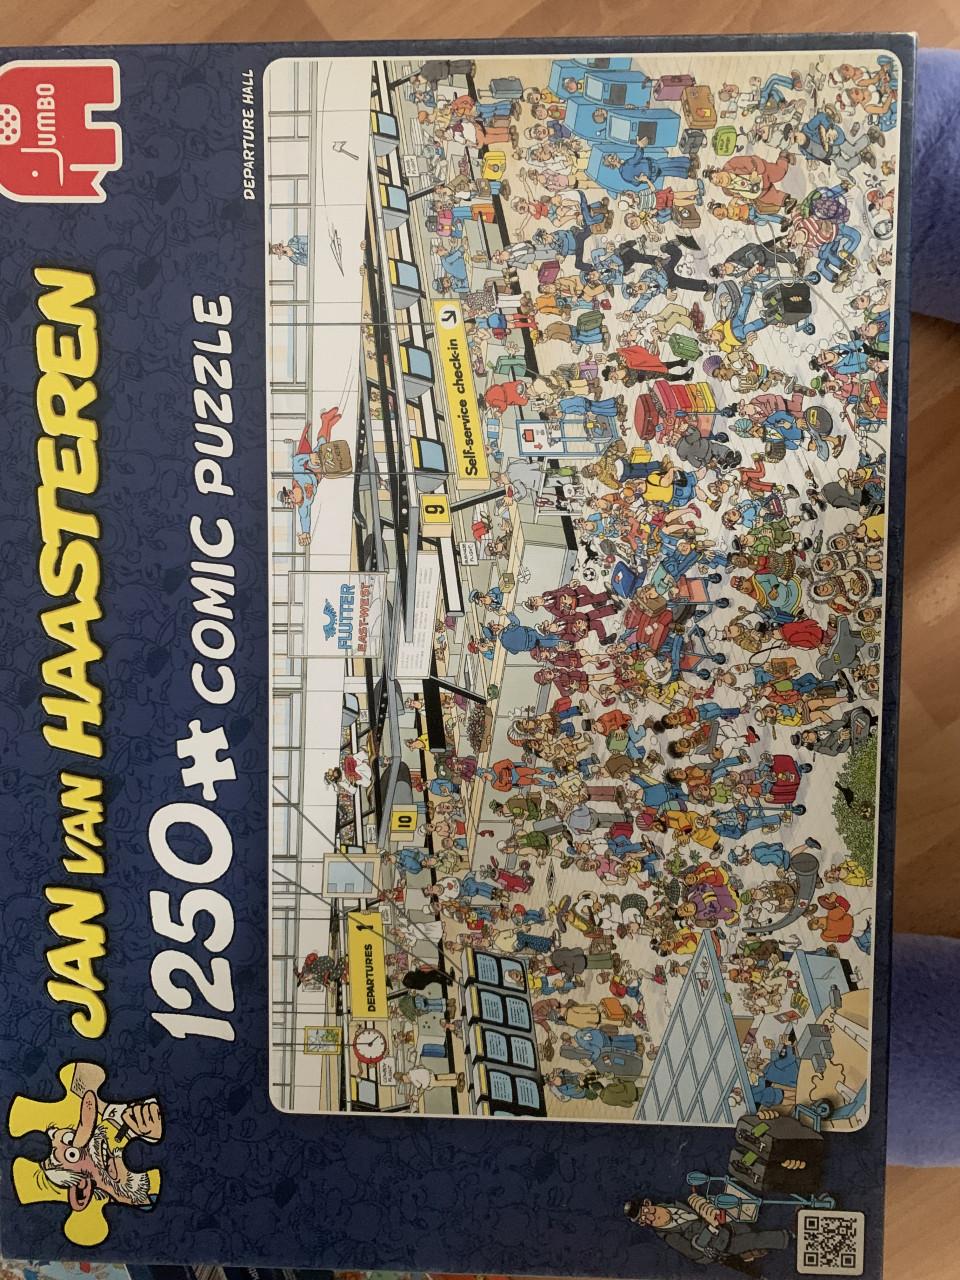 Jumbo
JAN VAN HAASTEREN
1250 COMIC PUZZLE
DEPARTURE HALL
FLUTTER
EAST-WEST
Self-service check-in
9
10
DEPARTURES